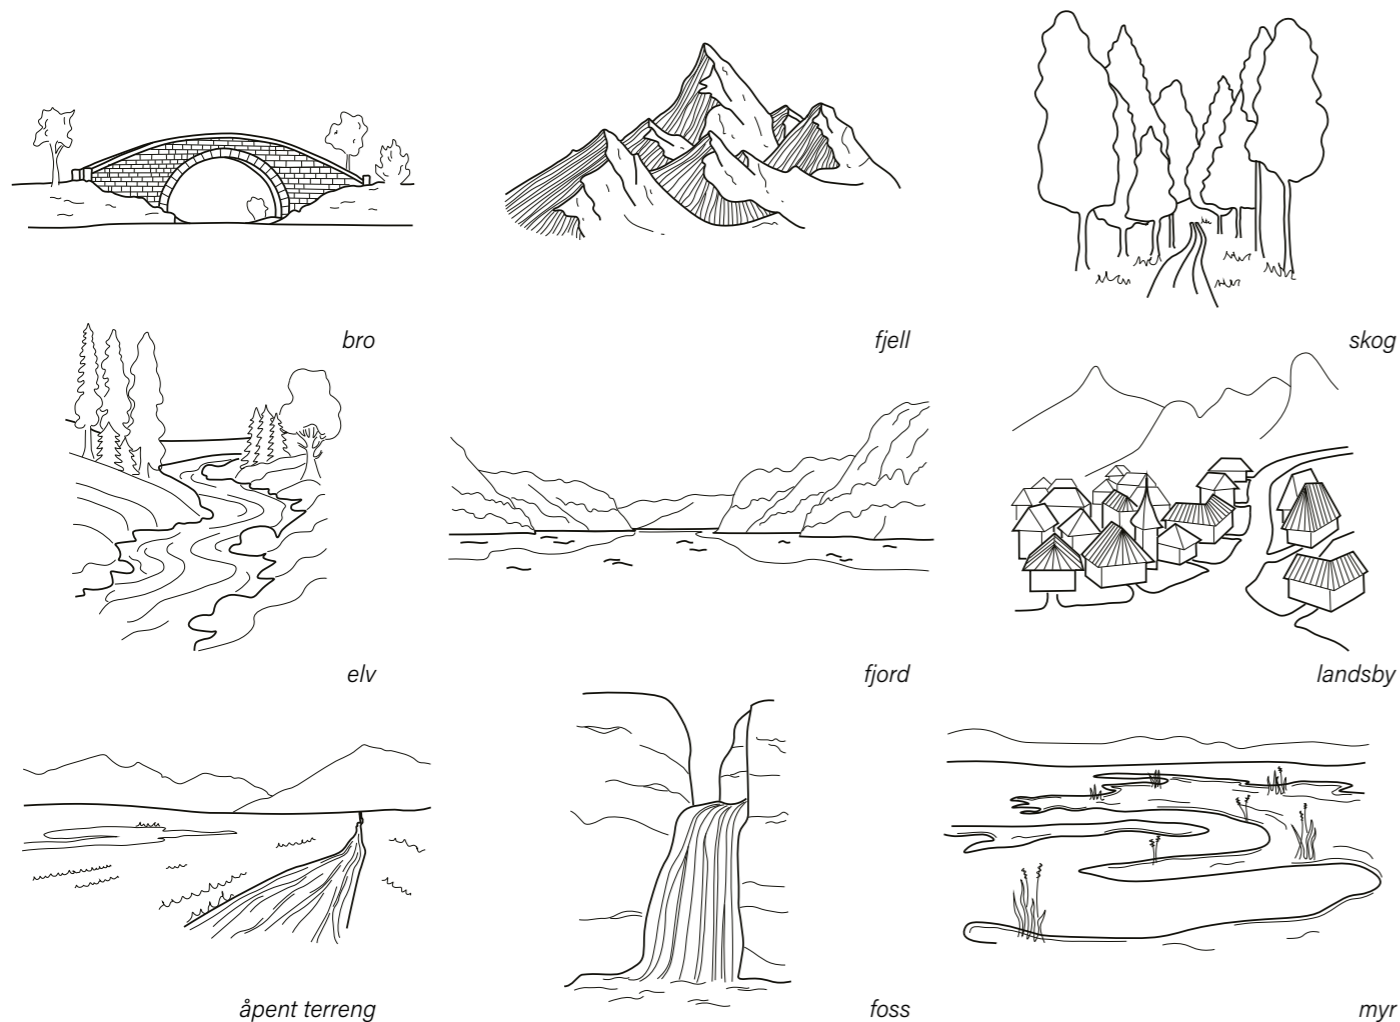 bro
fjell
skog
elv
fjord
landsby
åpent terreng
foss
myr